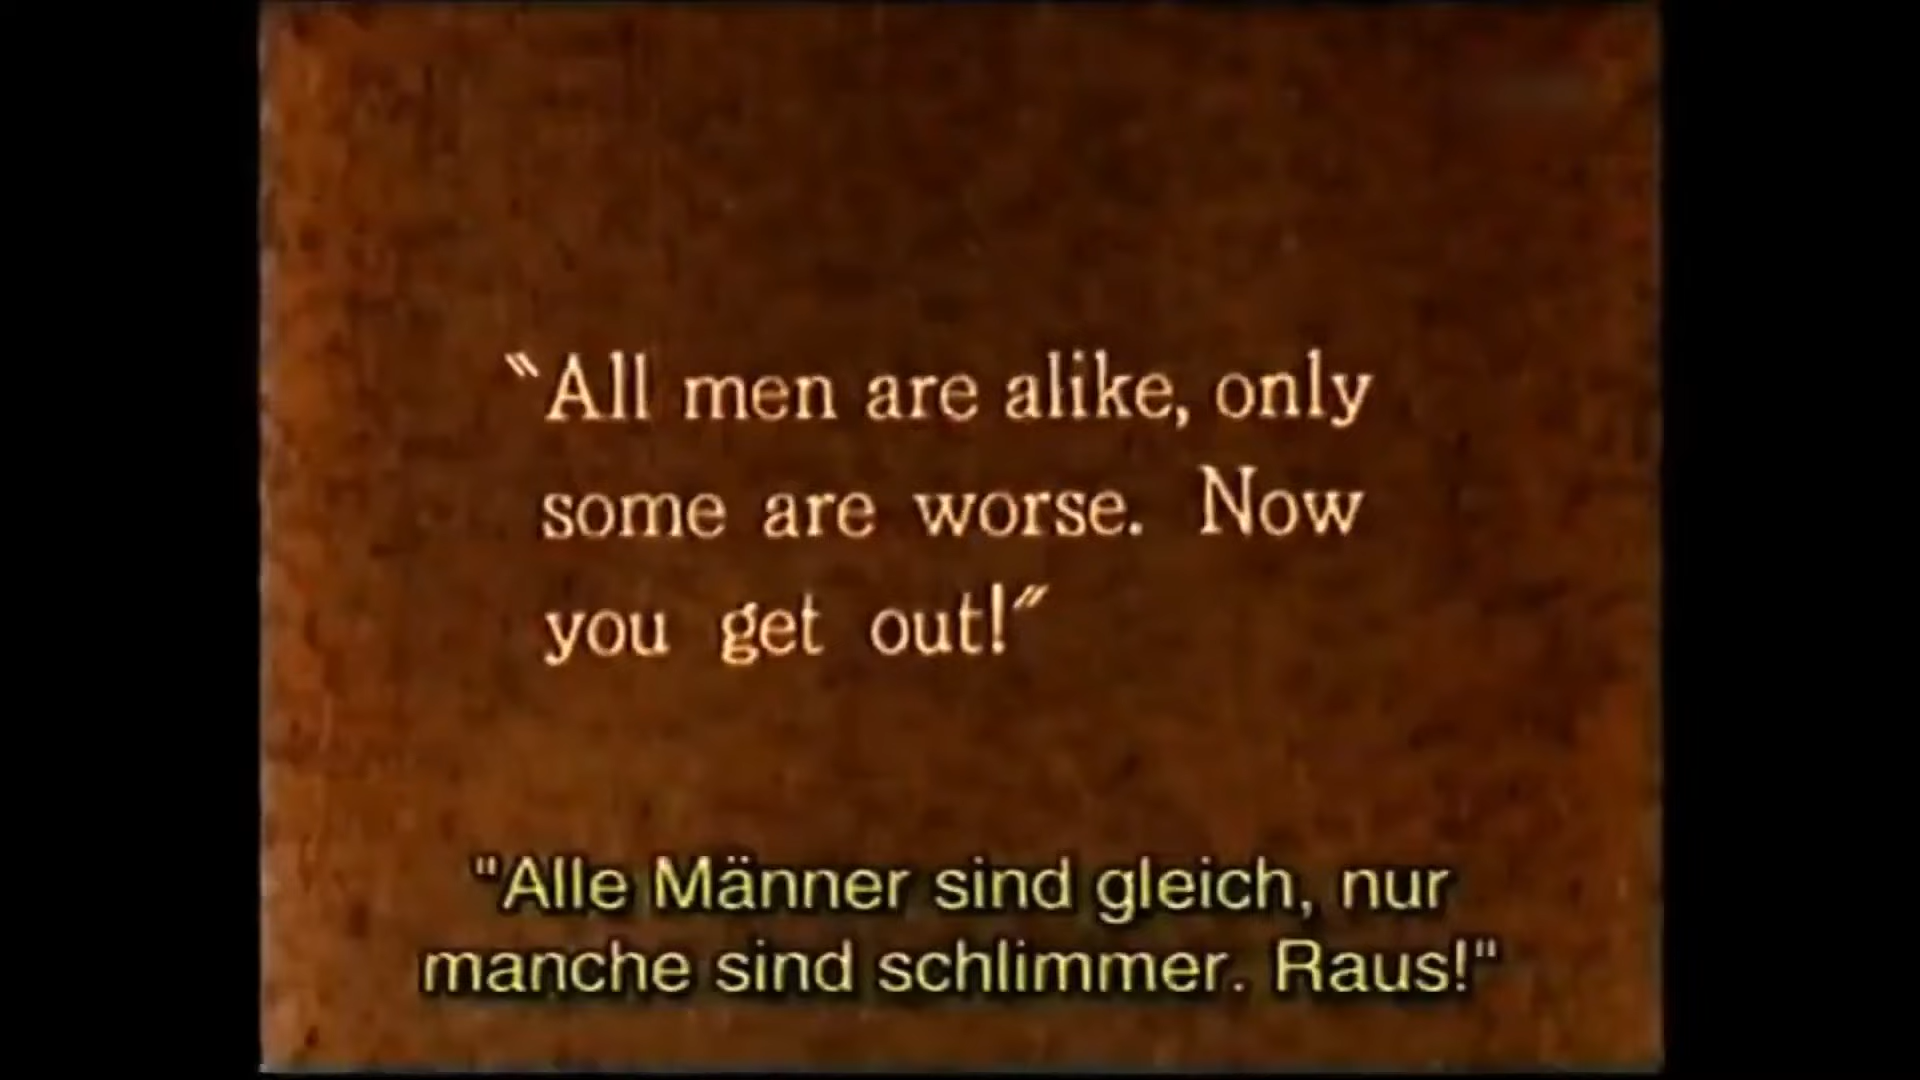 “All men are alike, only
some are worse. Now
you get out!”
"Alle Männer sind gleich, nur
manche sind schlimmer. Raus!"